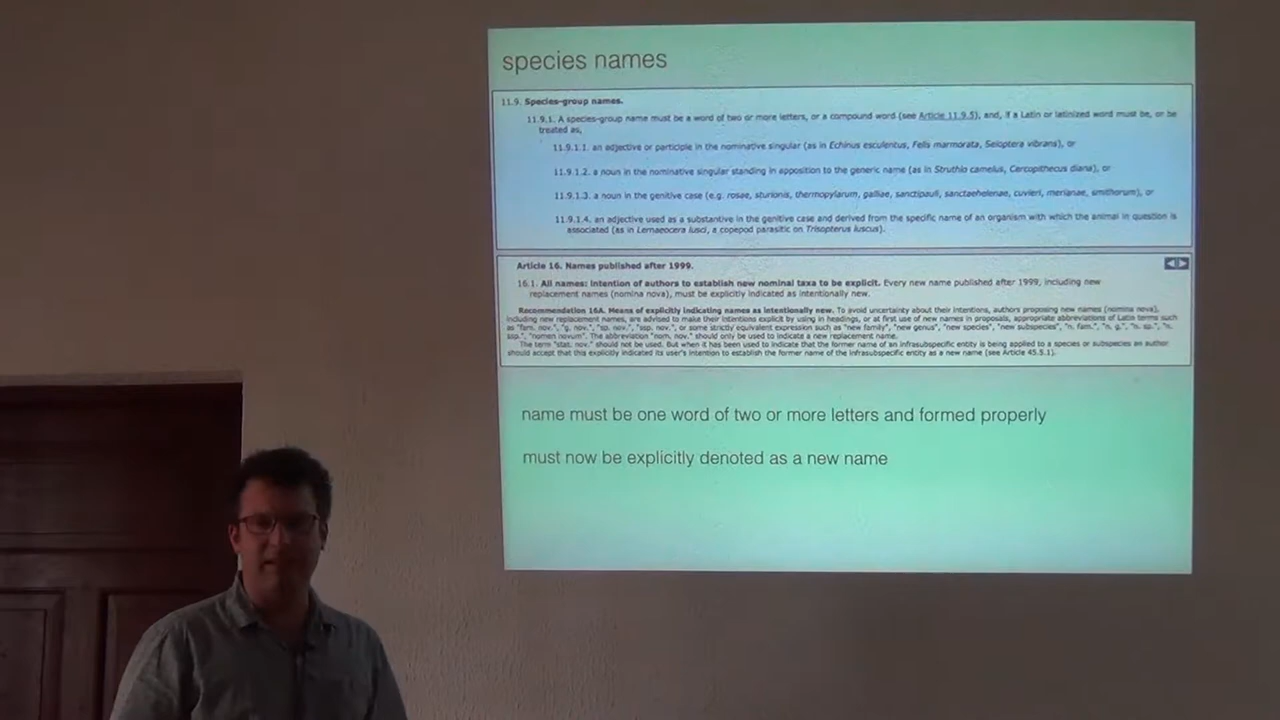 species names
11.9. Species-group names.
11.9.1. A species-group name must be a word of two or more letters, or a compound word (see Article 11.9.5), and, if a Latin or latinized word must be, or be
treated as,
11.9.1.1. an adjective or participle in the nominative singular (as in Echinus esculentus, Felis marmorata, Seioptera vibrans), or
11.9.1.2. a noun in the nominative singular standing in apposition to the generic name (as in Struthio camelus, Cercopithecus diana), or
11.9.1.3. a noun in the genitive case (e.g. rosae, sturionis, thermopylarum, galliae, sanctipauli, sanctaehelenae, cuvieri, merianae, smithorum), or
11.9.1.4. an adjective used as a substantive in the genitive case and derived from the specific name of an organism with which the animal in question is
associated (as in Lernaeocera lusci, a copepod parasitic on Trisopterus luscus).
Article 16. Names published after 1999.
16.1. All names: intention of authors to establish new nominal taxa to be explicit. Every new name published after 1999, including new
replacement names (nomina nova), must be explicitly indicated as intentionally new.
Recommendation 16A. Means of explicitly indicating names as intentionally new. To avoid uncertainty about their intentions, authors proposing new names (nomina nova),
including new replacement names, are advised to make their intentions explicit by using in headings, or at first use of new names in proposals, appropriate abbreviations of Latin terms such
as "fam. nov.", "g. nov.", "sp. nov.", "ssp. nov.", or some strictly equivalent expression such as "new family", "new genus", "new species", "new subspecies", "n. fam.", "n. g.", "n. sp.", "n.
ssp.", "nomen novum". The abbreviation "nom. nov." should only be used to indicate a new replacement name.
The term "stat. nov." should not be used. But when it has been used to indicate that the former name of an infrasubspecific entity is being applied to a species or subspecies an author
should accept that this explicitly indicated its user's intention to establish the former name of the infrasubspecific entity as a new name (see Article 45.5.1).
name must be one word of two or more letters and formed properly
must now be explicitly denoted as a new name